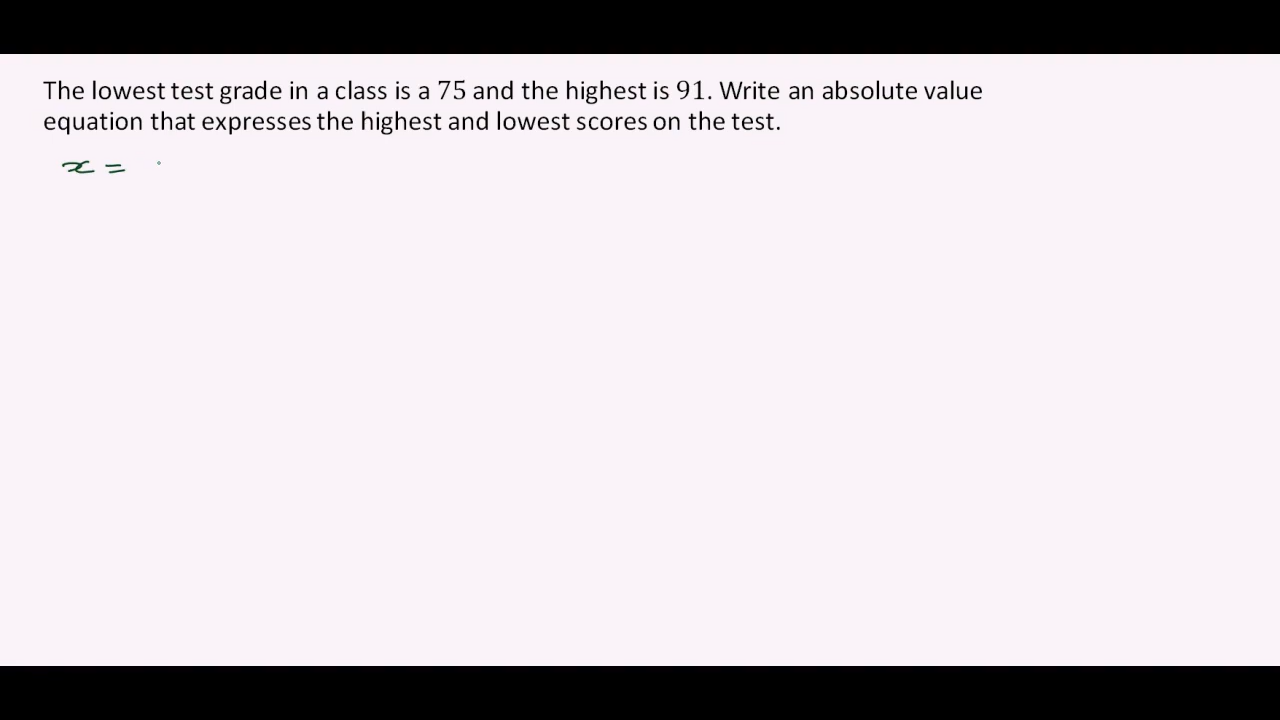 The lowest test grade in a class is a 75 and the highest is 91. Write an absolute value
equation that expresses the highest and lowest scores on the test.
x =